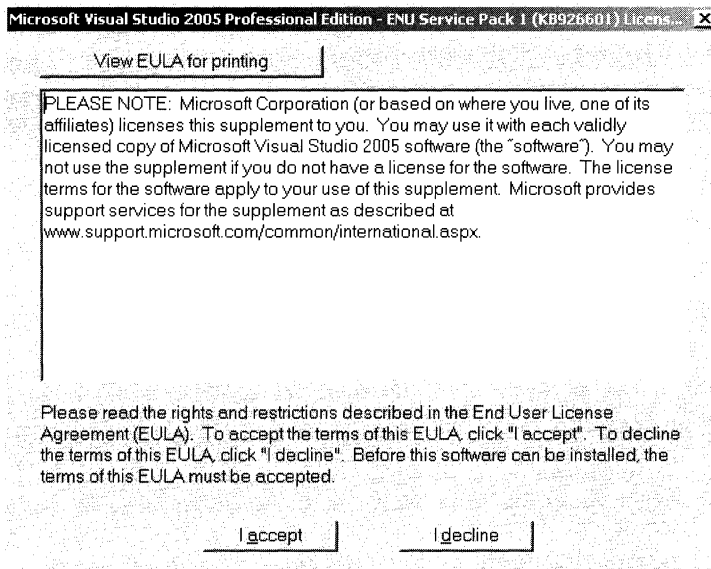 Microsoft Visual Studio 2005 Professional Edition - ENU Service Pack 1 (KB926601) Licens...
View EULA for printing
PLEASE NOTE: Microsoft Corporation (or based on where you live, one of its
affiliates) licenses this supplement to you. You may use it with each validly
licensed copy of Microsoft Visual Studio 2005 software (the "software"). You may
not use the supplement if you do not have a license for the software. The license
terms for the software apply to your use of this supplement. Microsoft provides
support services for the supplement as described at
www.support.microsoft.com/common/international.aspx.
Please read the rights and restrictions described in the End User License
Agreement (EULA). To accept the terms of this EULA, click "I accept". To decline
the terms of this EULA, click "I decline". Before this software can be installed, the
terms of this EULA must be accepted.
I accept
I decline